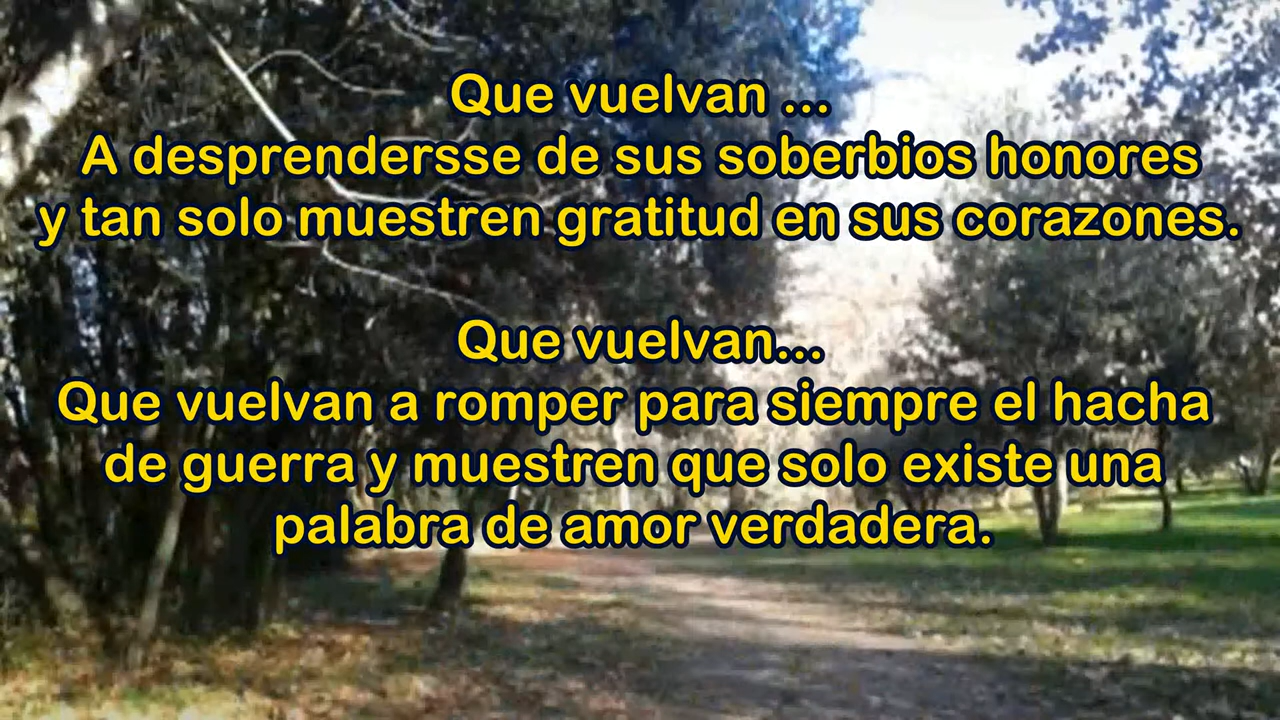 Que vuelvan ...
A desprendersse de sus soberbios honores
y tan solo muestren gratitud en sus corazones.
Que vuelvan...
Que vuelvan a romper para siempre el hacha
de guerra y muestren que solo existe una
palabra de amor verdadera.